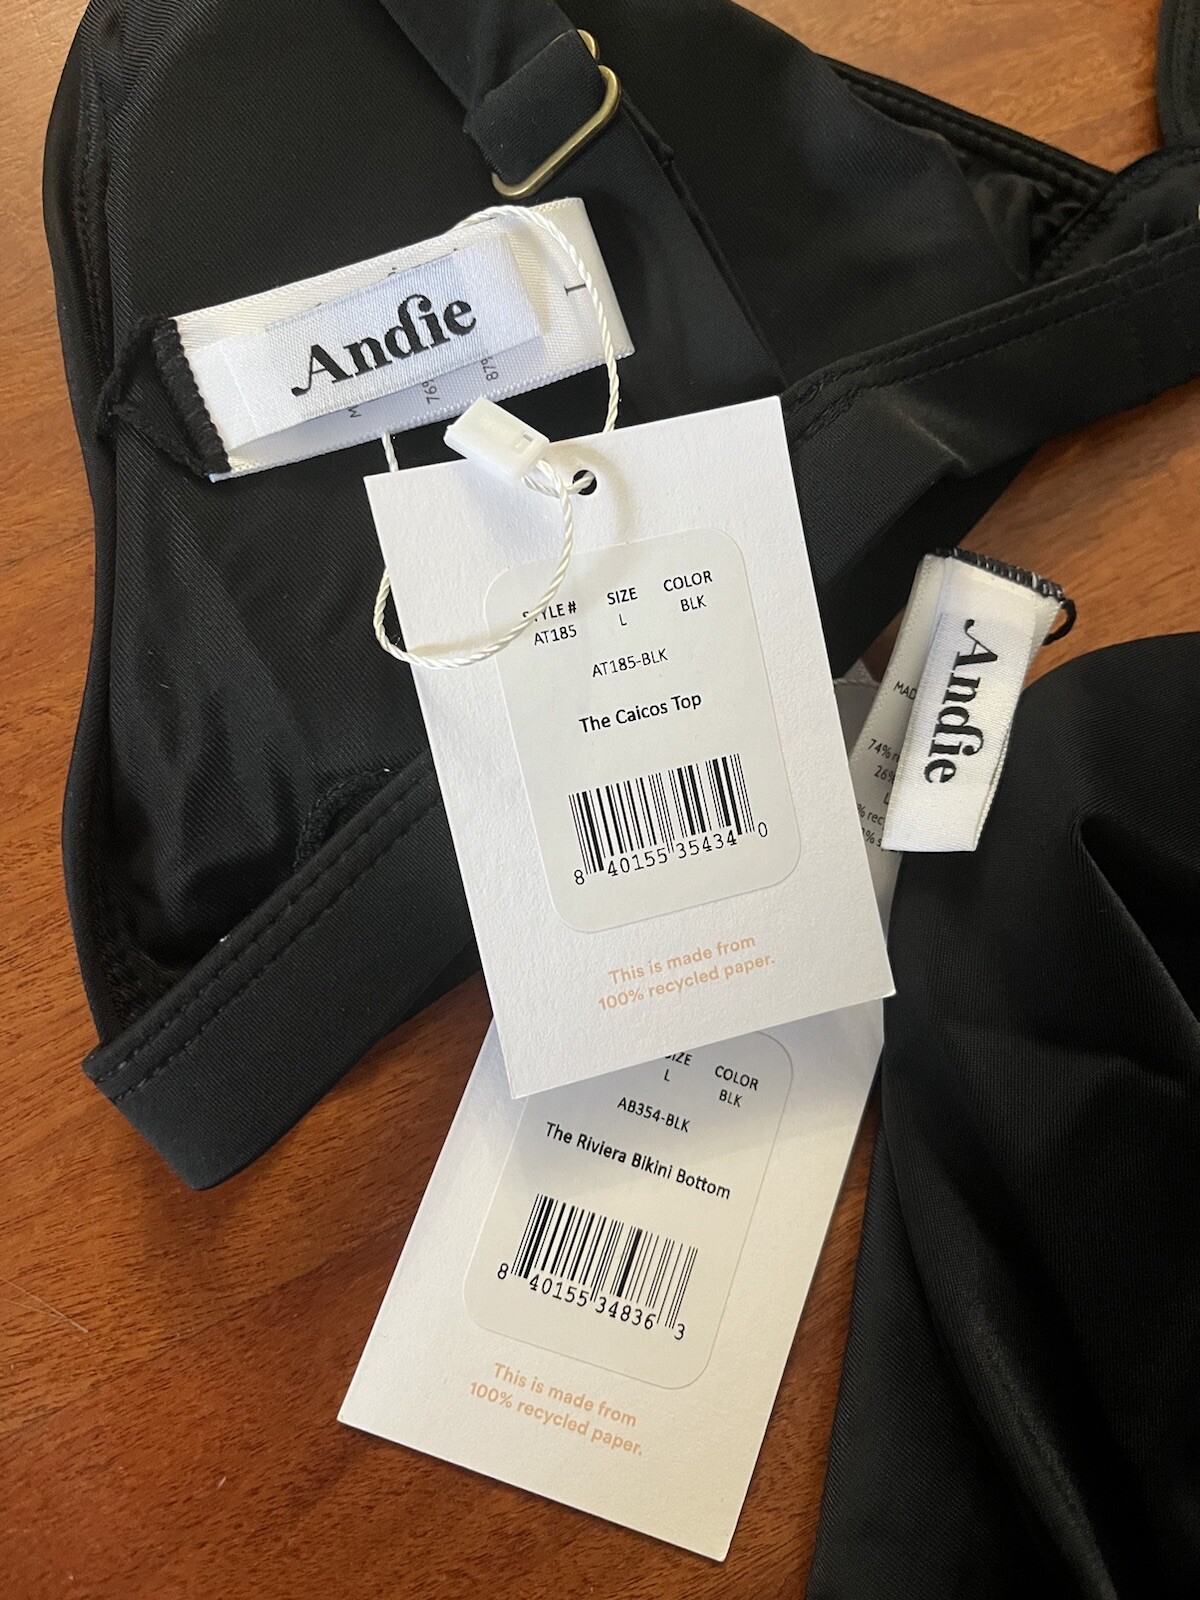 Andie
L
879
769
M
STYLE# SIZE COLOR
AT185 L BLK
AT185-BLK
The Caicos Top
8 40155 35434 0
This is made from
100% recycled paper.
Andie
74%
26%
SIZE COLOR
L BLK
AB354-BLK
The Riviera Bikini Bottom
8 40155 34836 3
This is made from
100% recycled paper.